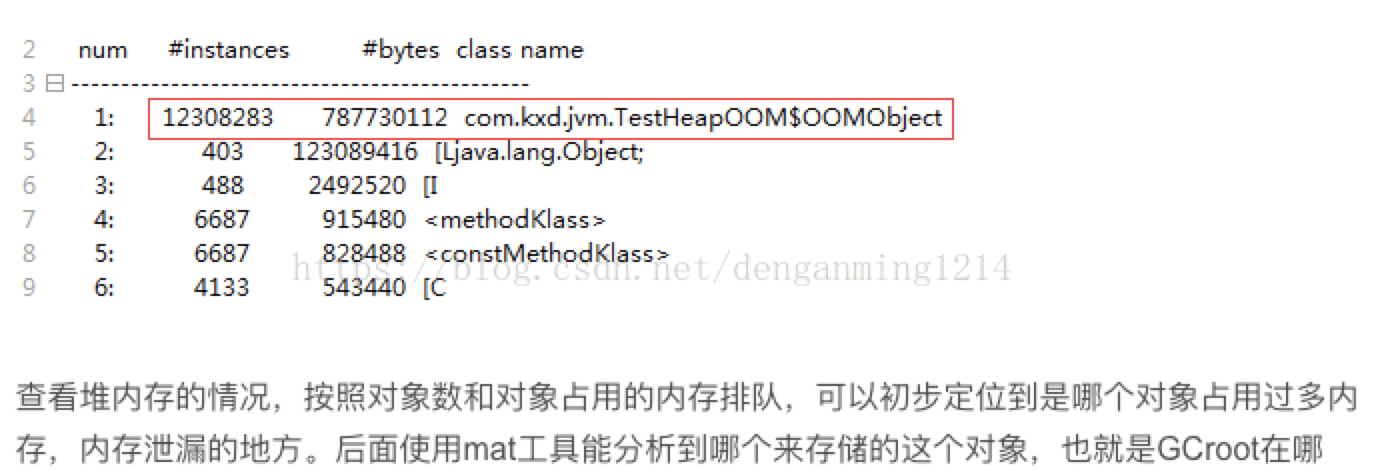 2 num #instances #bytes class name
3 ----------------------------------------------
4 1: 12308283 787730112 com.kxd.jvm.TestHeapOOM$OOMObject
5 2: 403 123089416 [Ljava.lang.Object;
6 3: 488 2492520 [I
7 4: 6687 915480 <methodKlass>
8 5: 6687 828488 <constMethodKlass>
https://blog.csdn.net/denganming1214
9 6: 4133 543440 [C
查看堆内存的情况，按照对象数和对象占用的内存排队，可以初步定位到是哪个对象占用过多内
存，内存泄漏的地方。后面使用mat工具能分析到哪个来存储的这个对象，也就是GCroot在哪